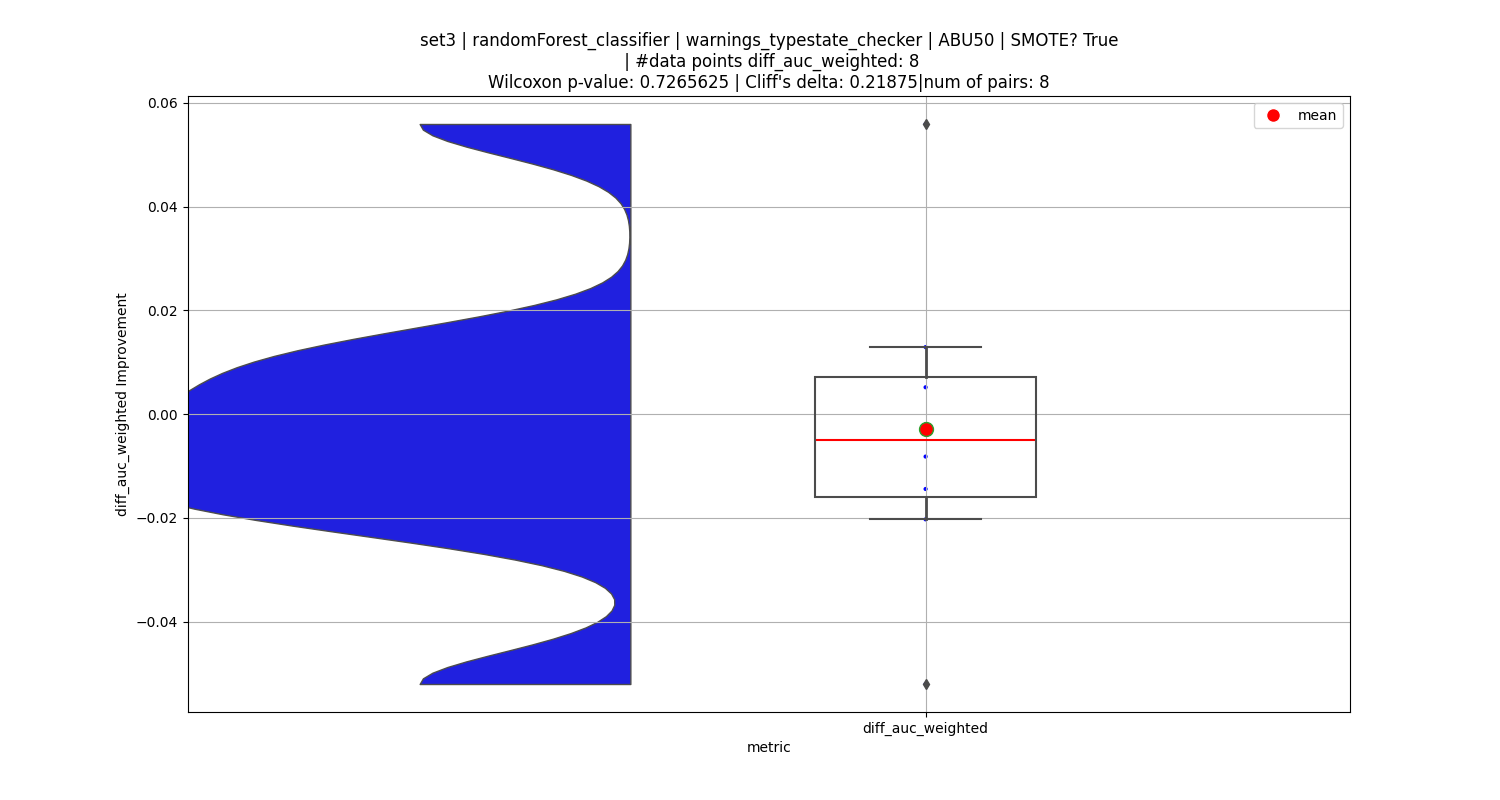 set3 | randomForest_classifier | warnings_typestate_checker | ABU50 | SMOTE? True
| #data points diff_auc_weighted: 8
Wilcoxon p-value: 0.7265625 | Cliff's delta: 0.21875|num of pairs: 8
mean
0.06
0.04
0.02
0.00
−0.02
−0.04
diff_auc_weighted Improvement
diff_auc_weighted
metric